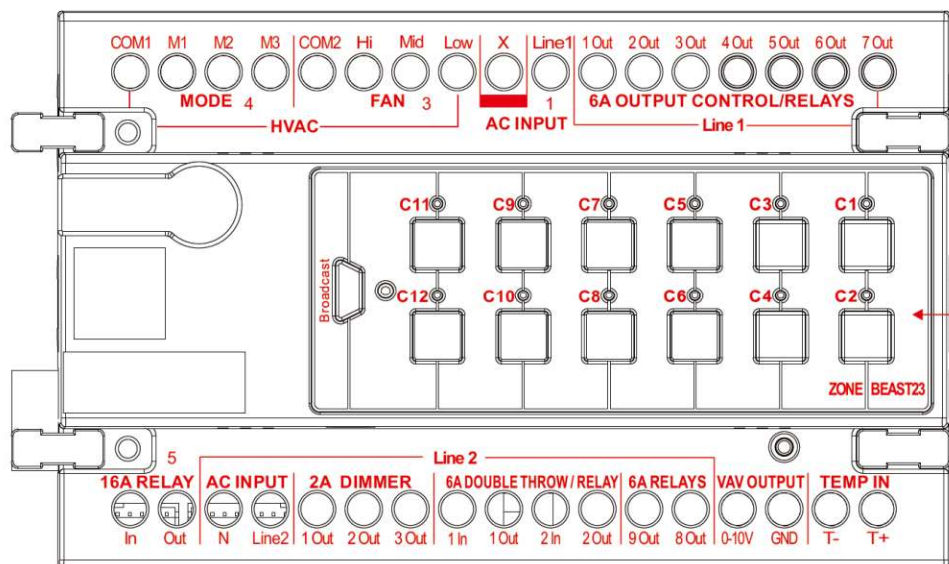 COM1 M1 M2 M3 COM2 Hi Mid Low X Line1 1 Out 2 Out 3 Out 4 Out 5 Out 6 Out 7 Out
MODE 4 FAN 3 1 6A OUTPUT CONTROL/RELAYS
HVAC AC INPUT Line 1
C11 C9 C7 C5 C3 C1
Broadcast
C12 C10 C8 C6 C4 C2
ZONE BEAST23
5 Line 2
16A RELAY AC INPUT 2A DIMMER 6A DOUBLE THROW / RELAY 6A RELAYS VAV OUTPUT TEMP IN
In Out N Line2 1 Out 2 Out 3 Out 1 In 1 Out 2 In 2 Out 9 Out 8 Out 0-10V GND T- T+